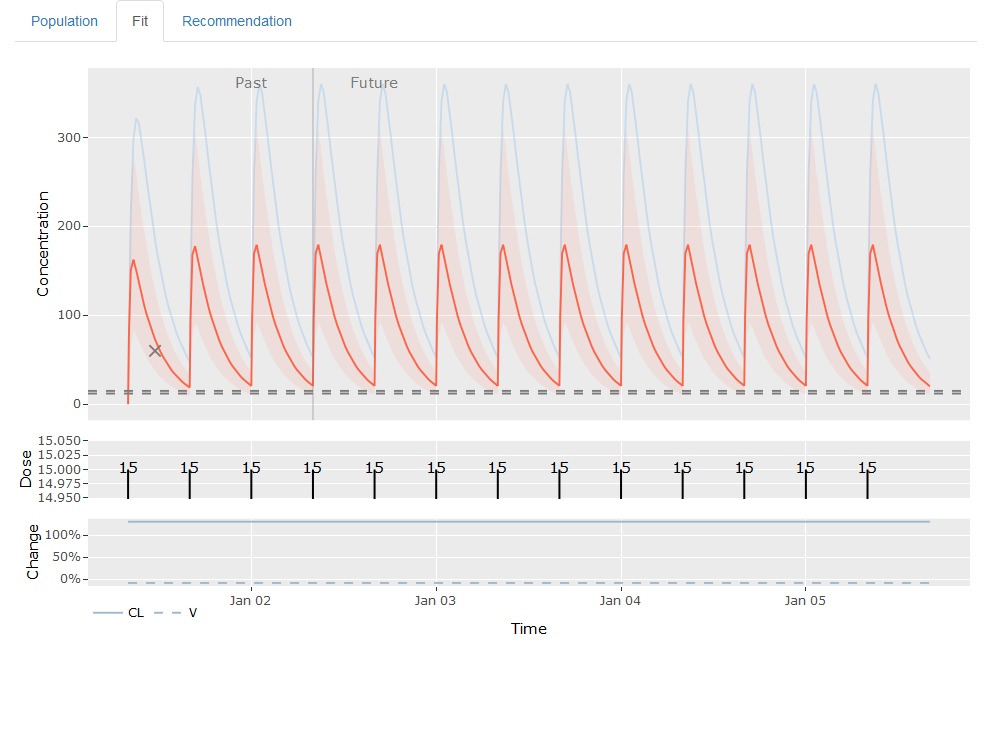 Population Fit Recommendation
Past Future
300
200
100
0
Concentration
15.050
15.025
15.000
14.975
14.950
Dose
15 15 15 15 15 15 15 15 15 15 15 15 15
100%
50%
0%
Change
Jan 02 Jan 03 Jan 04 Jan 05
CL V
Time